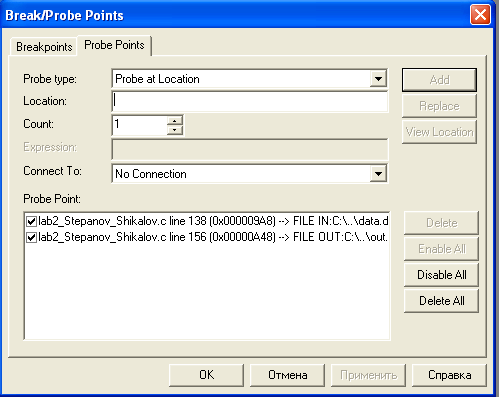 Break/Probe Points
Breakpoints Probe Points
Probe type: Probe at Location Add
Location: Replace
Count: 1 View Location
Expression:
Connect To: No Connection
Probe Point:
lab2_Stepanov_Shikalov.c line 138 (0x000009A8) --> FILE IN:C:\..\data.d Delete
lab2_Stepanov_Shikalov.c line 156 (0x00000A48) --> FILE OUT:C:\..\out. Enable All
Disable All
Delete All
OK Отмена Применить Справка